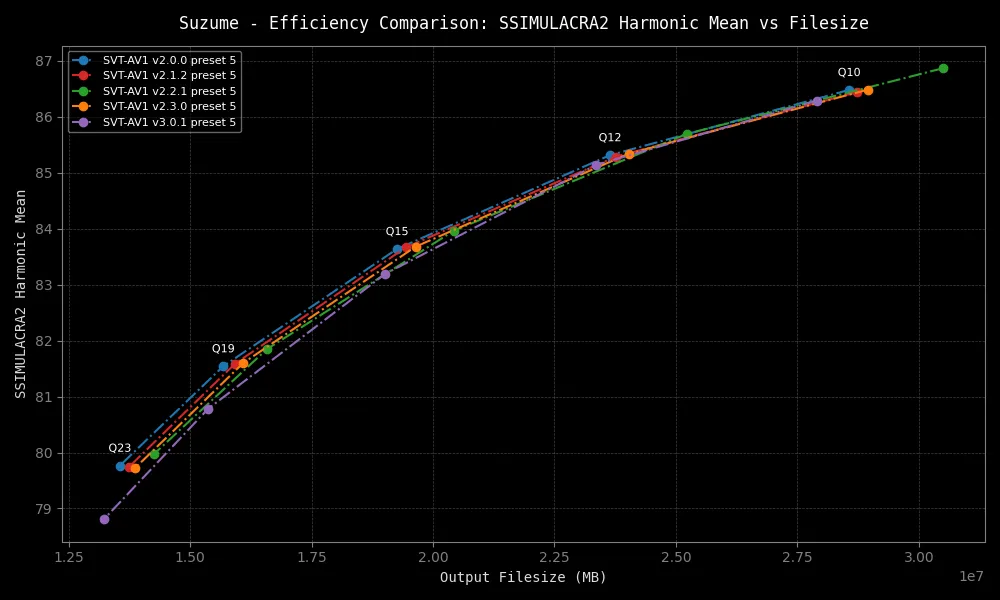 Suzume - Efficiency Comparison: SSIMULACRA2 Harmonic Mean vs Filesize
SVT-AV1 v2.0.0 preset 5
SVT-AV1 v2.1.2 preset 5
SVT-AV1 v2.2.1 preset 5
SVT-AV1 v2.3.0 preset 5
SVT-AV1 v3.0.1 preset 5
87
86
85
84
83
82
81
80
79
SSIMULACRA2 Harmonic Mean
Q10
Q12
Q15
Q19
Q23
1.25
1.50
1.75
2.00
2.25
2.50
2.75
3.00
1e7
Output Filesize (MB)